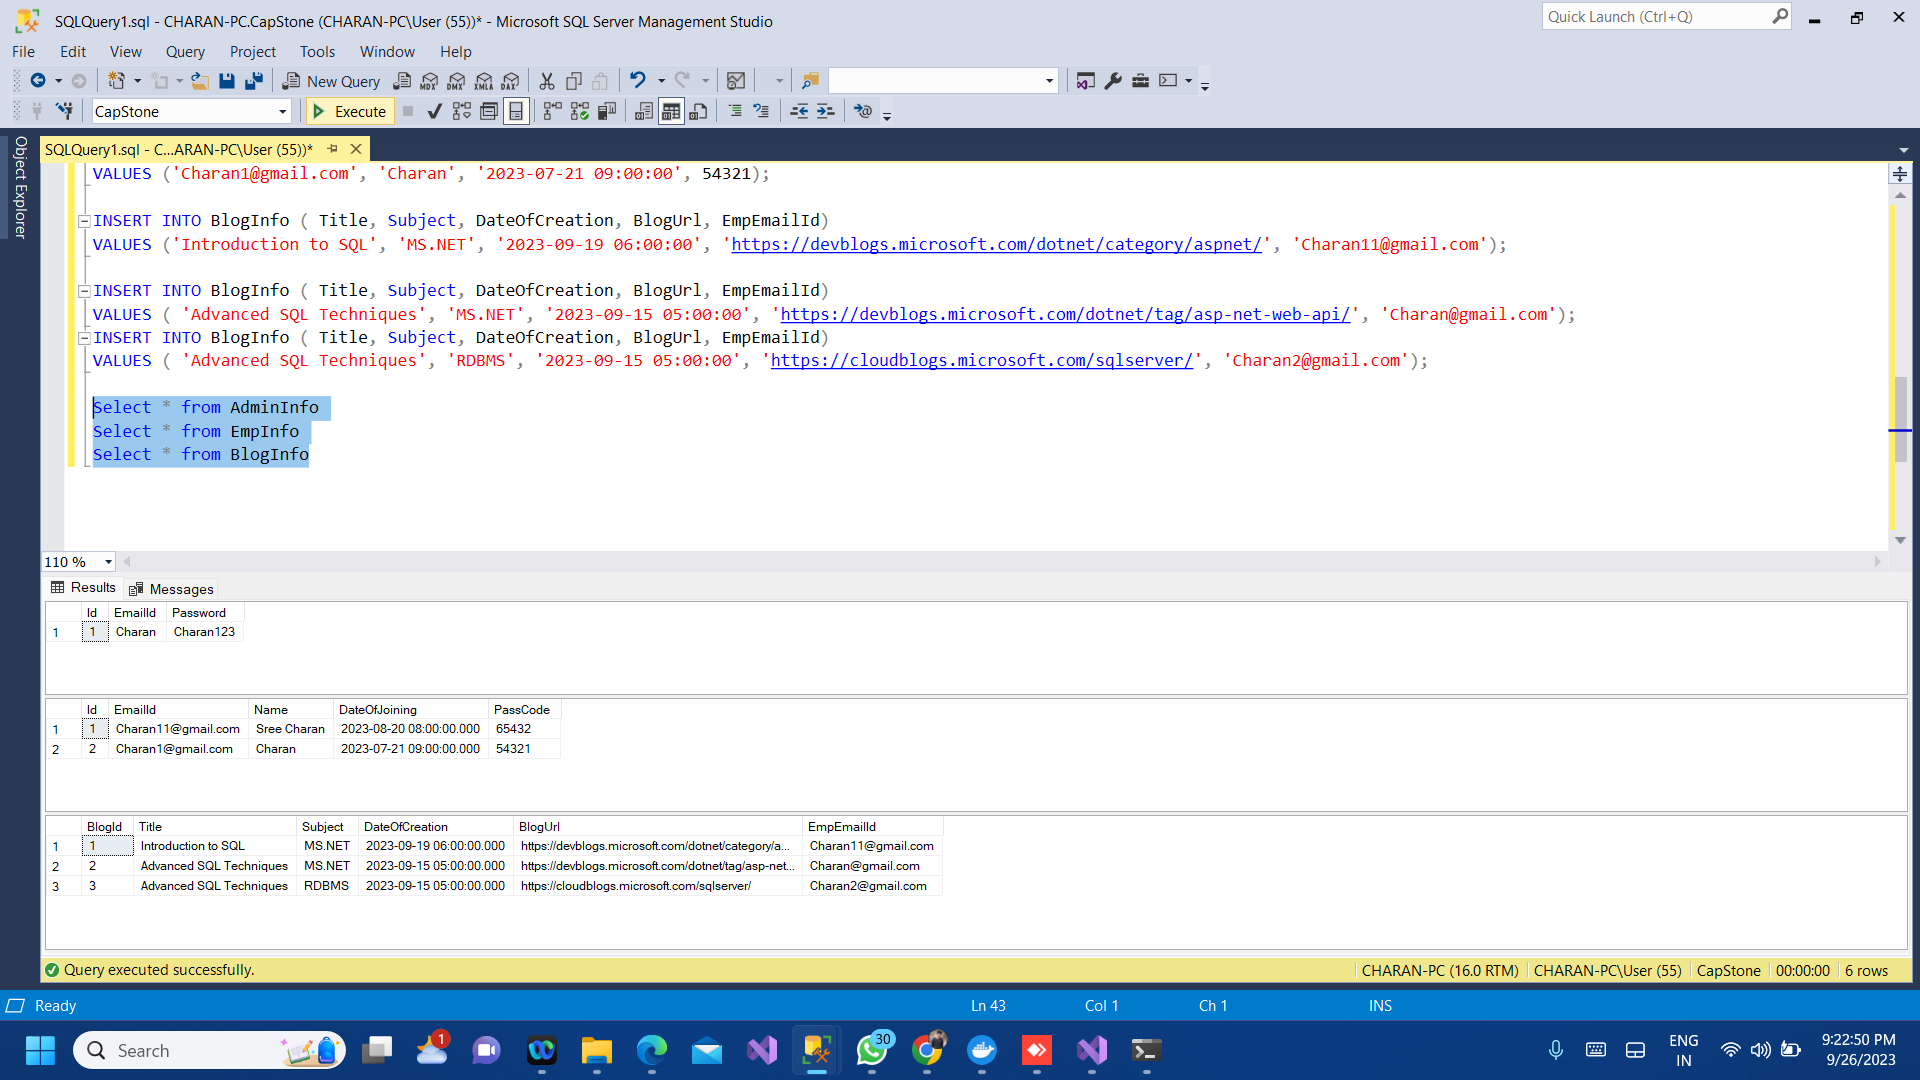 SQLQuery1.sql - CHARAN-PC.CapStone (CHARAN-PC\User (55))* - Microsoft SQL Server Management Studio
Quick Launch (Ctrl+Q)
File Edit View Query Project Tools Window Help
New Query
MDX DMX XMLA DAX
CapStone Execute
Object Explorer
SQLQuery1.sql - C...ARAN-PC\User (55))*
VALUES ('Charan1@gmail.com', 'Charan', '2023-07-21 09:00:00', 54321);
INSERT INTO BlogInfo ( Title, Subject, DateOfCreation, BlogUrl, EmpEmailId)
VALUES ('Introduction to SQL', 'MS.NET', '2023-09-19 06:00:00', 'https://devblogs.microsoft.com/dotnet/category/aspnet/', 'Charan11@gmail.com');
INSERT INTO BlogInfo ( Title, Subject, DateOfCreation, BlogUrl, EmpEmailId)
VALUES ( 'Advanced SQL Techniques', 'MS.NET', '2023-09-15 05:00:00', 'https://devblogs.microsoft.com/dotnet/tag/asp-net-web-api/', 'Charan@gmail.com');
INSERT INTO BlogInfo ( Title, Subject, DateOfCreation, BlogUrl, EmpEmailId)
VALUES ( 'Advanced SQL Techniques', 'RDBMS', '2023-09-15 05:00:00', 'https://cloudblogs.microsoft.com/sqlserver/', 'Charan2@gmail.com');
Select * from AdminInfo
Select * from EmpInfo
Select * from BlogInfo
110 %
Results Messages
Id EmailId Password
1 1 Charan Charan123
Id EmailId Name DateOfJoining PassCode
1 1 Charan11@gmail.com Sree Charan 2023-08-20 08:00:00.000 65432
2 2 Charan1@gmail.com Charan 2023-07-21 09:00:00.000 54321
BlogId Title Subject DateOfCreation BlogUrl EmpEmailId
1 1 Introduction to SQL MS.NET 2023-09-19 06:00:00.000 https://devblogs.microsoft.com/dotnet/category/a... Charan11@gmail.com
2 2 Advanced SQL Techniques MS.NET 2023-09-15 05:00:00.000 https://devblogs.microsoft.com/dotnet/tag/asp-net... Charan@gmail.com
3 3 Advanced SQL Techniques RDBMS 2023-09-15 05:00:00.000 https://cloudblogs.microsoft.com/sqlserver/ Charan2@gmail.com
Query executed successfully. CHARAN-PC (16.0 RTM) CHARAN-PC\User (55) CapStone 00:00:00 6 rows
Ready Ln 43 Col 1 Ch 1 INS
Search 1 30 ENG 9:22:50 PM
IN 9/26/2023